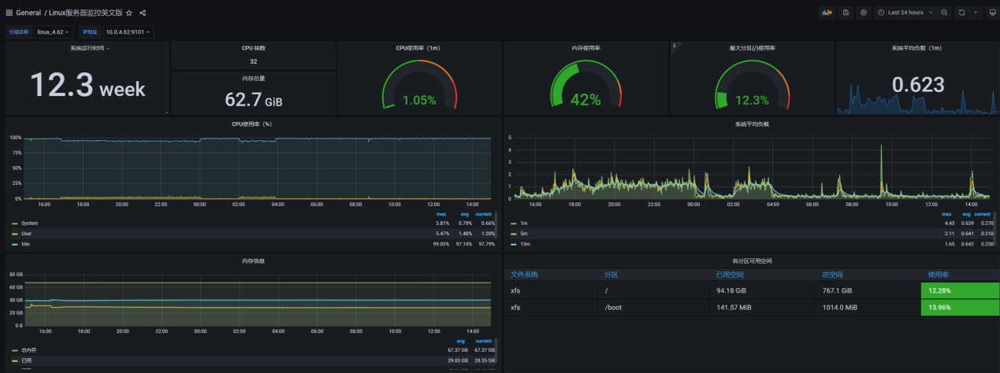 General / Linux服务器监控英文版
Last 24 hours
分组名称 linux_4.62 IP地址 10.0.4.62:9101
系统运行时间
12.3 week
CPU 核数
32
内存总量
62.7 GiB
CPU使用率（1m）
1.05%
内存使用率
42%
最大分区(/)使用率
12.3%
系统平均负载（1m）
0.623
CPU使用率（%）
100%
75%
50%
25%
0%
16:00 18:00 20:00 22:00 00:00 02:00 04:00 06:00 08:00 10:00 12:00 14:00
max avg current
System 3.81% 0.79% 0.66%
User 5.47% 1.48% 1.20%
Idle 99.05% 97.14% 97.79%
系统平均负载
5
4
3
2
1
0
16:00 18:00 20:00 22:00 00:00 02:00 04:00 06:00 08:00 10:00 12:00 14:00
max avg current
1m 4.43 0.639 0.270
5m 2.11 0.641 0.210
15m 1.65 0.642 0.250
内存信息
80 GB
60 GB
40 GB
20 GB
0 B
16:00 18:00 20:00 22:00 00:00 02:00 04:00 06:00 08:00 10:00 12:00 14:00
avg current
总内存 67.37 GB 67.37 GB
已用 29.03 GB 28.55 GB
各分区可用空间
文件系统 分区 已用空间 总空间 使用率
xfs / 94.18 GiB 767.1 GiB 12.28%
xfs /boot 141.57 MiB 1014.0 MiB 13.96%